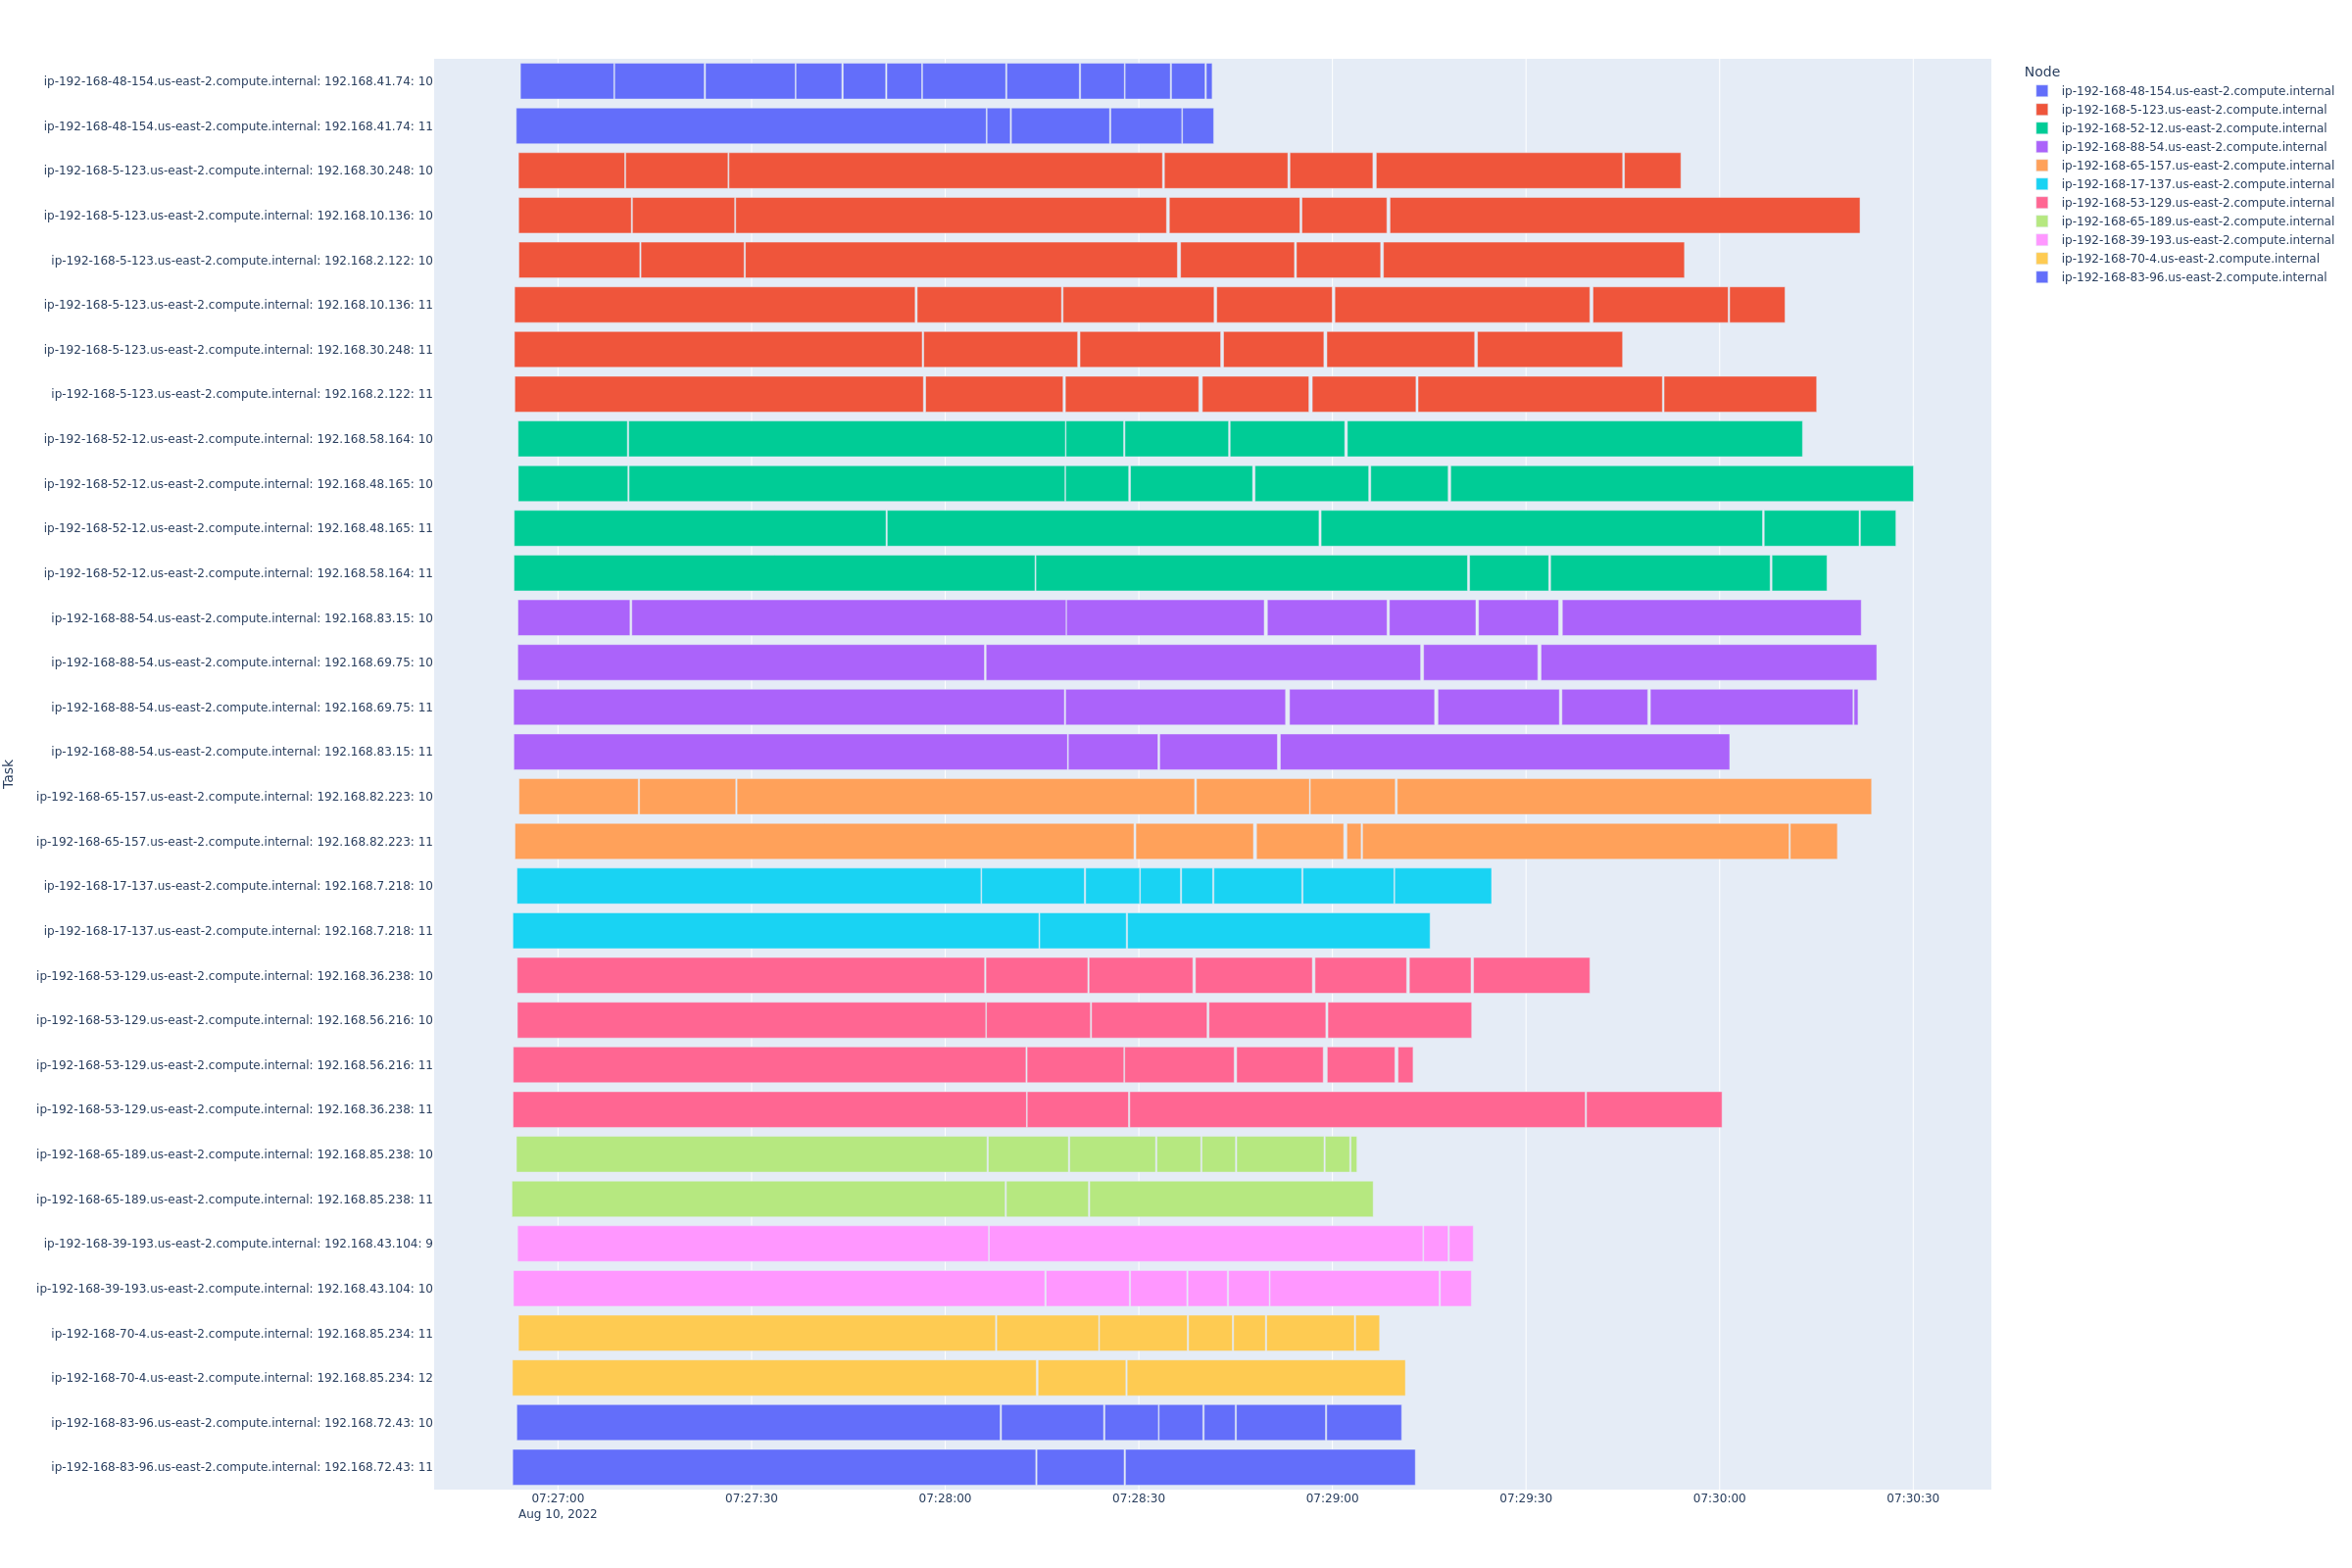 ip-192-168-48-154.us-east-2.compute.internal: 192.168.41.74: 10
ip-192-168-48-154.us-east-2.compute.internal: 192.168.41.74: 11
ip-192-168-5-123.us-east-2.compute.internal: 192.168.30.248: 10
ip-192-168-5-123.us-east-2.compute.internal: 192.168.10.136: 10
ip-192-168-5-123.us-east-2.compute.internal: 192.168.2.122: 10
ip-192-168-5-123.us-east-2.compute.internal: 192.168.10.136: 11
ip-192-168-5-123.us-east-2.compute.internal: 192.168.30.248: 11
ip-192-168-5-123.us-east-2.compute.internal: 192.168.2.122: 11
ip-192-168-52-12.us-east-2.compute.internal: 192.168.58.164: 10
ip-192-168-52-12.us-east-2.compute.internal: 192.168.48.165: 10
ip-192-168-52-12.us-east-2.compute.internal: 192.168.48.165: 11
ip-192-168-52-12.us-east-2.compute.internal: 192.168.58.164: 11
ip-192-168-88-54.us-east-2.compute.internal: 192.168.83.15: 10
ip-192-168-88-54.us-east-2.compute.internal: 192.168.69.75: 10
ip-192-168-88-54.us-east-2.compute.internal: 192.168.69.75: 11
ip-192-168-88-54.us-east-2.compute.internal: 192.168.83.15: 11
ip-192-168-65-157.us-east-2.compute.internal: 192.168.82.223: 10
ip-192-168-65-157.us-east-2.compute.internal: 192.168.82.223: 11
ip-192-168-17-137.us-east-2.compute.internal: 192.168.7.218: 10
ip-192-168-17-137.us-east-2.compute.internal: 192.168.7.218: 11
ip-192-168-53-129.us-east-2.compute.internal: 192.168.36.238: 10
ip-192-168-53-129.us-east-2.compute.internal: 192.168.56.216: 10
ip-192-168-53-129.us-east-2.compute.internal: 192.168.56.216: 11
ip-192-168-53-129.us-east-2.compute.internal: 192.168.36.238: 11
ip-192-168-65-189.us-east-2.compute.internal: 192.168.85.238: 10
ip-192-168-65-189.us-east-2.compute.internal: 192.168.85.238: 11
ip-192-168-39-193.us-east-2.compute.internal: 192.168.43.104: 9
ip-192-168-39-193.us-east-2.compute.internal: 192.168.43.104: 10
ip-192-168-70-4.us-east-2.compute.internal: 192.168.85.234: 11
ip-192-168-70-4.us-east-2.compute.internal: 192.168.85.234: 12
ip-192-168-83-96.us-east-2.compute.internal: 192.168.72.43: 10
ip-192-168-83-96.us-east-2.compute.internal: 192.168.72.43: 11
Task
07:27:00 07:27:30 07:28:00 07:28:30 07:29:00 07:29:30 07:30:00 07:30:30
Aug 10, 2022
Node
ip-192-168-48-154.us-east-2.compute.internal
ip-192-168-5-123.us-east-2.compute.internal
ip-192-168-52-12.us-east-2.compute.internal
ip-192-168-88-54.us-east-2.compute.internal
ip-192-168-65-157.us-east-2.compute.internal
ip-192-168-17-137.us-east-2.compute.internal
ip-192-168-53-129.us-east-2.compute.internal
ip-192-168-65-189.us-east-2.compute.internal
ip-192-168-39-193.us-east-2.compute.internal
ip-192-168-70-4.us-east-2.compute.internal
ip-192-168-83-96.us-east-2.compute.internal